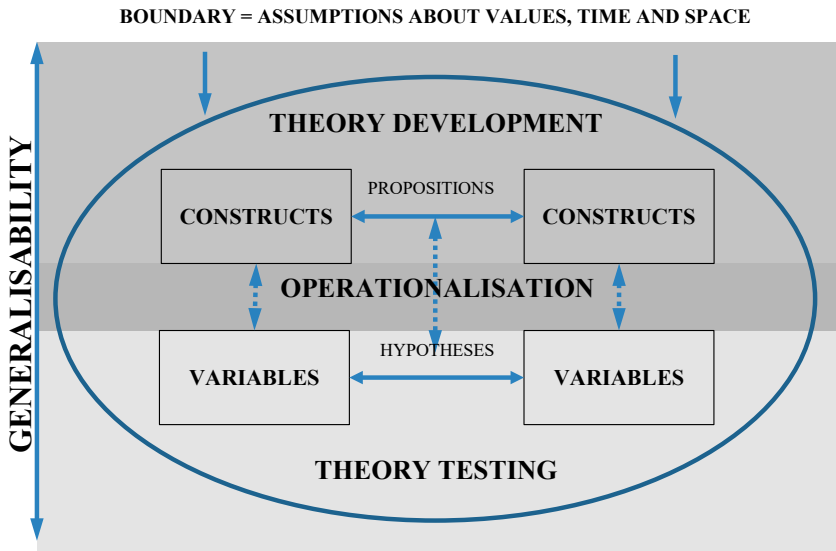 BOUNDARY = ASSUMPTIONS ABOUT VALUES, TIME AND SPACE
GENERALISABILITY
THEORY DEVELOPMENT
PROPOSITIONS
CONSTRUCTS
CONSTRUCTS
OPERATIONALISATION
HYPOTHESES
VARIABLES
VARIABLES
THEORY TESTING